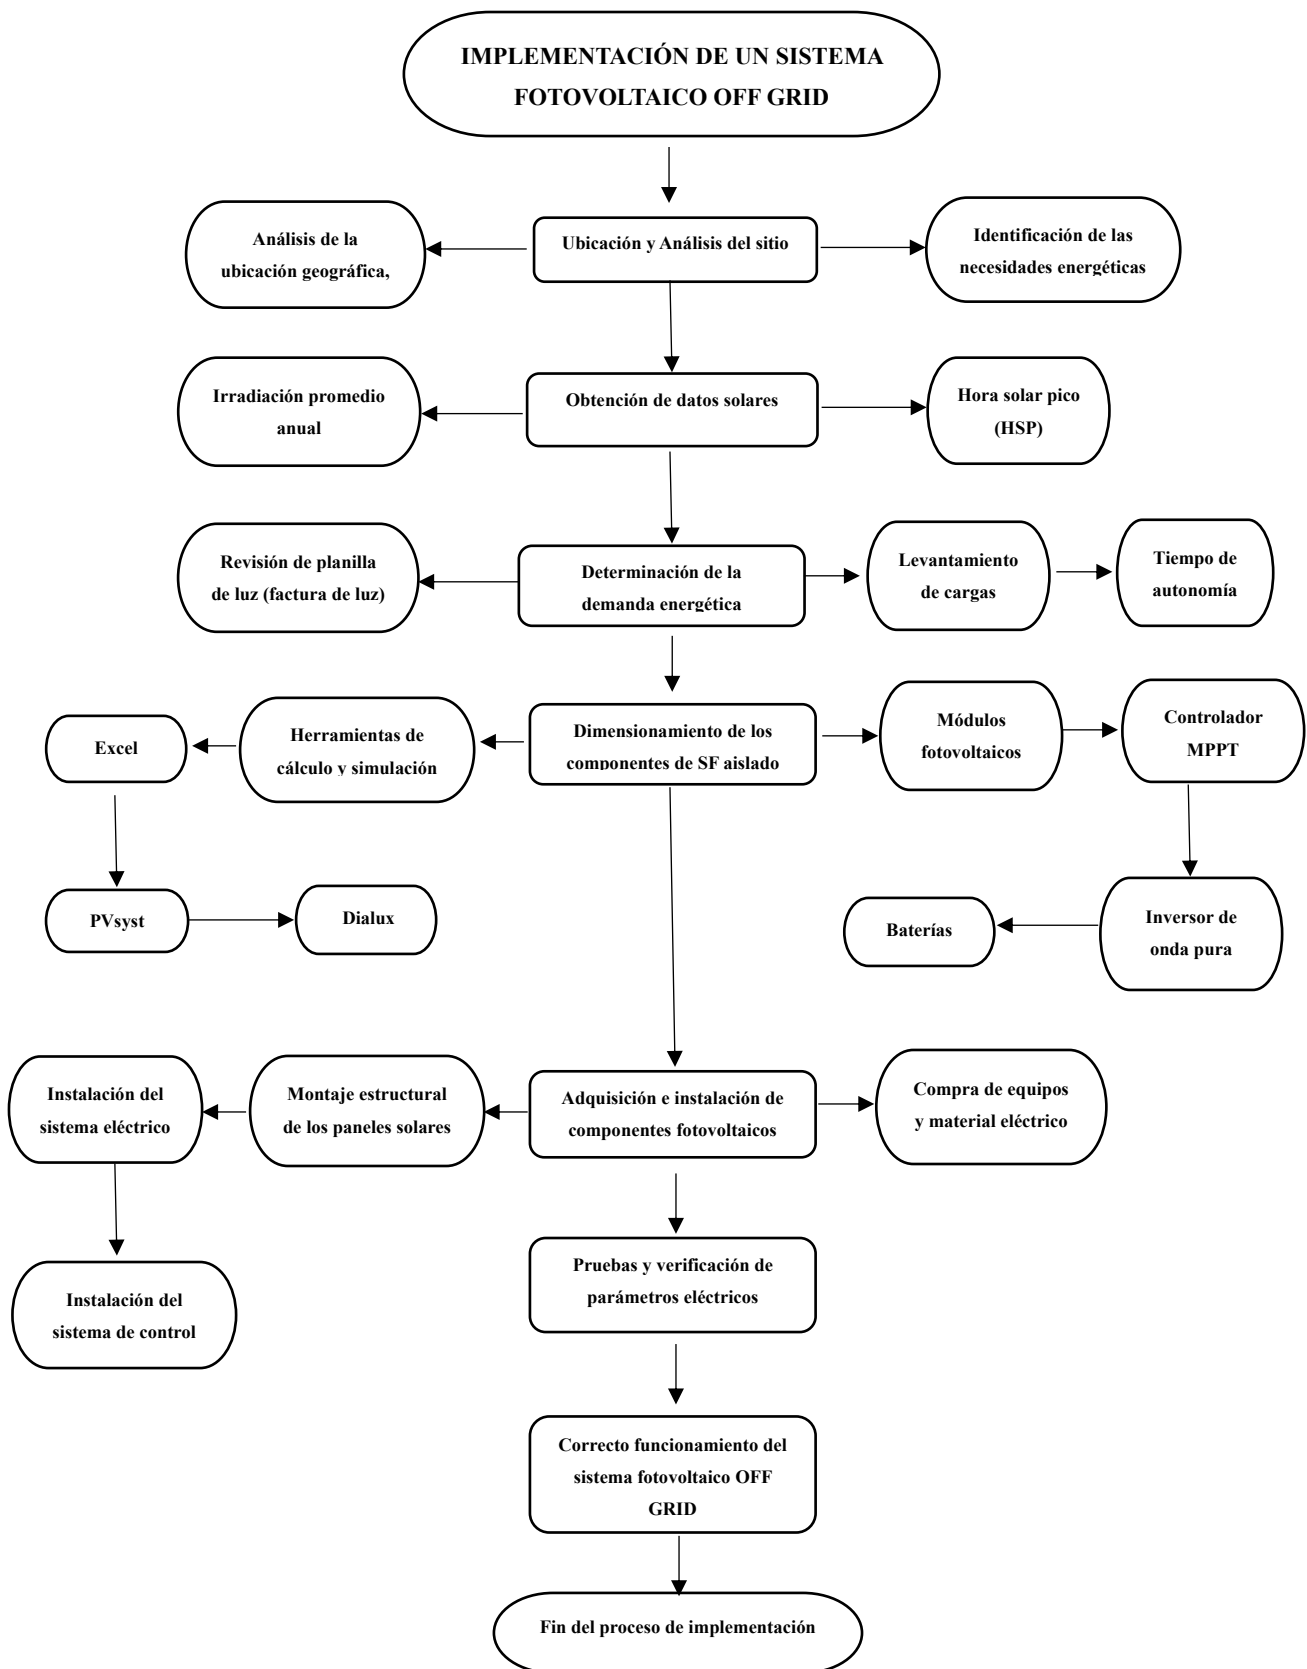 IMPLEMENTACIÓN DE UN SISTEMA
FOTOVOLTAICO OFF GRID
Análisis de la
ubicación geográfica,
Ubicación y Análisis del sitio
Identificación de las
necesidades energéticas
Irradiación promedio
anual
Obtención de datos solares
Hora solar pico
(HSP)
Revisión de planilla
de luz (factura de luz)
Determinación de la
demanda energética
Levantamiento
de cargas
Tiempo de
autonomía
Excel
Herramientas de
cálculo y simulación
Dimensionamiento de los
componentes de SF aislado
Módulos
fotovoltaicos
Controlador
MPPT
PVsyst
Dialux
Baterías
Inversor de
onda pura
Instalación del
sistema eléctrico
Montaje estructural
de los paneles solares
Adquisición e instalación de
componentes fotovoltaicos
Compra de equipos
y material eléctrico
Pruebas y verificación de
parámetros eléctricos
Instalación del
sistema de control
Correcto funcionamiento del
sistema fotovoltaico OFF
GRID
Fin del proceso de implementación